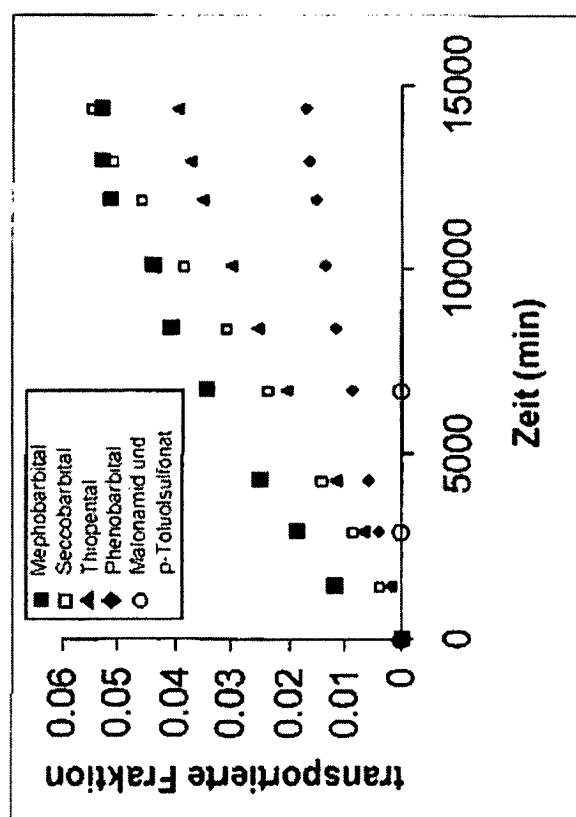 transportierte Fraktion
0.06
0.05
0.04
0.03
0.02
0.01
0
Mephobarbital
Seccobarbital
Thiopental
Phenobarbital
Malonamid und
p-Toluolsulfonat
0
5000
10000
15000
Zeit (min)